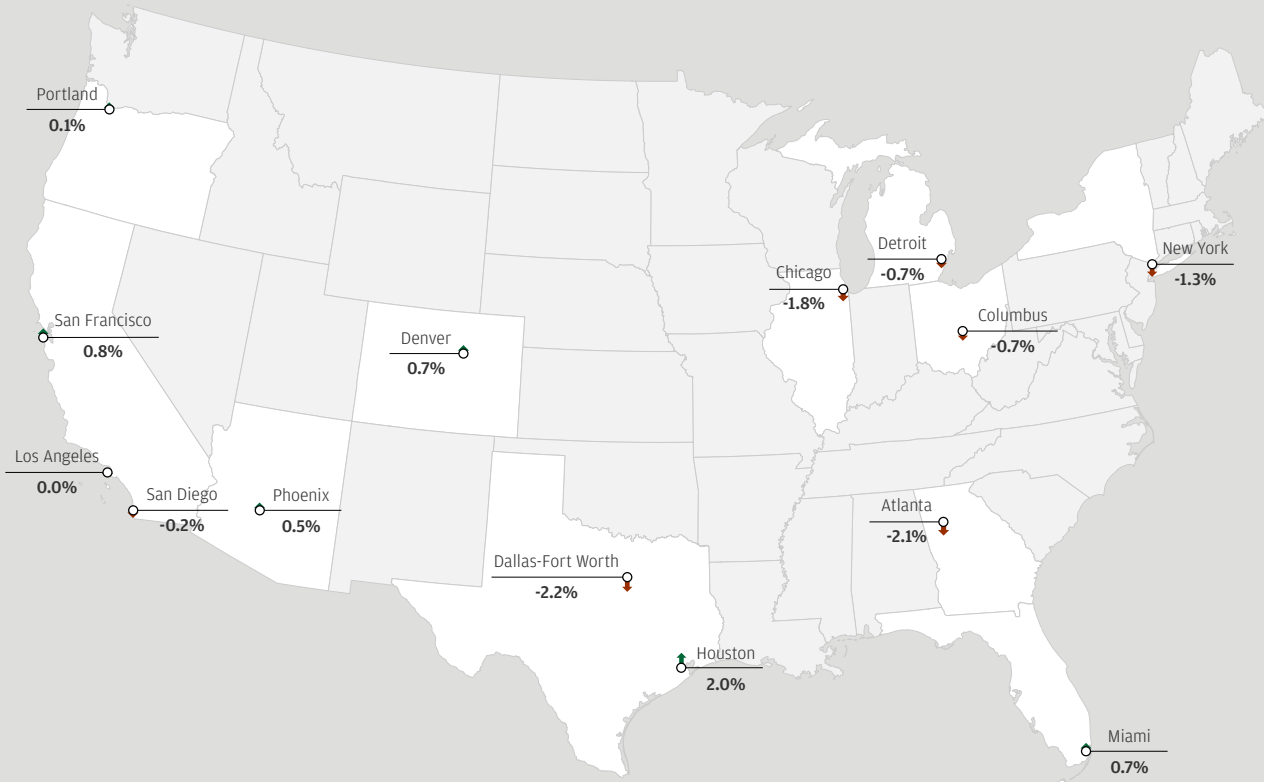 Portland
0.1%
Detroit
-0.7%
New York
-1.3%
Chicago
-1.8%
Columbus
-0.7%
San Francisco
0.8%
Denver
0.7%
Los Angeles
0.0%
San Diego
-0.2%
Phoenix
0.5%
Atlanta
-2.1%
Dallas-Fort Worth
-2.2%
Houston
2.0%
Miami
0.7%